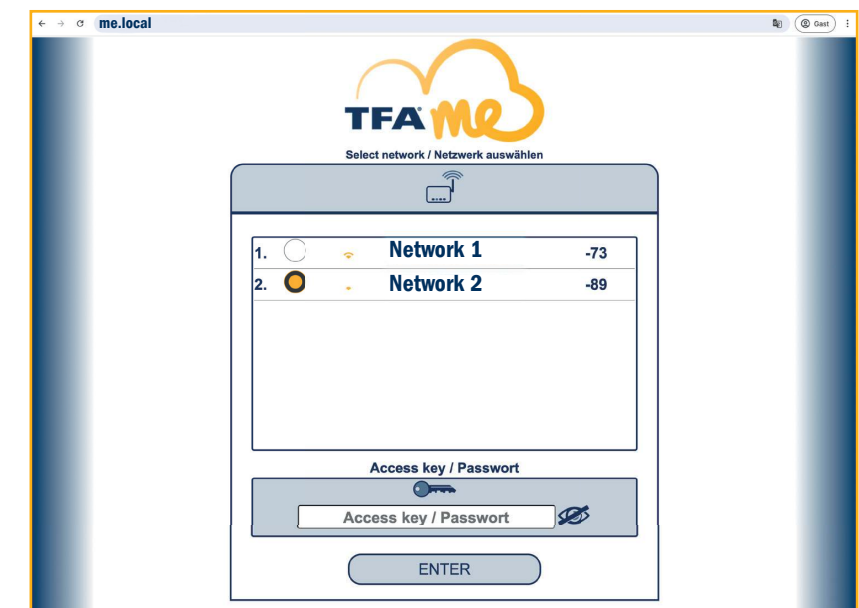 me.local
Gast
TFA me
Select network / Netzwerk auswählen
1. Network 1 -73
2. Network 2 -89
Access key / Passwort
Access key / Passwort
ENTER